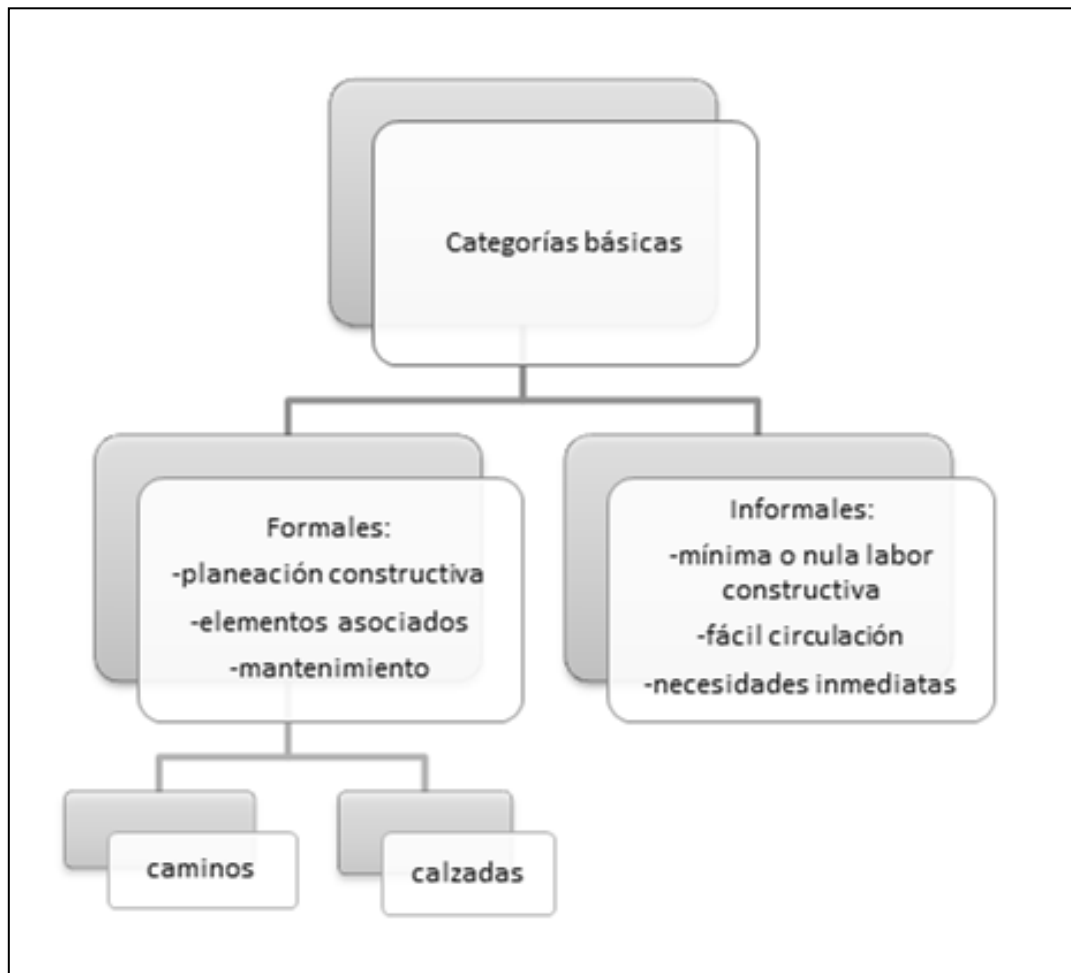 Categorías básicas
Formales:
-planeación constructiva
-elementos asociados
-mantenimiento
Informales:
-mínima o nula labor
constructiva
-fácil circulación
-necesidades inmediatas
caminos
calzadas